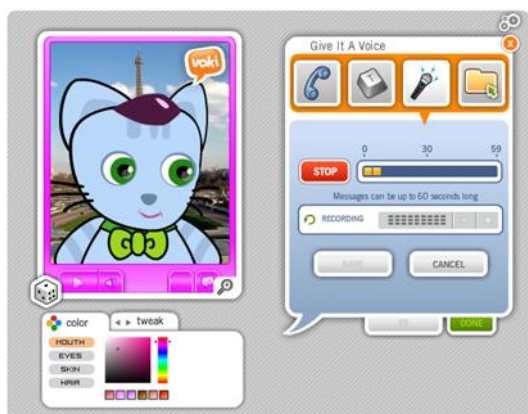 voki
Give It A Voice
X
0 30 59
STOP
Messages can be up to 60 seconds long
RECORDING
CANCEL
DONE
color
tweak
MOUTH
EYES
SKIN
HAIR